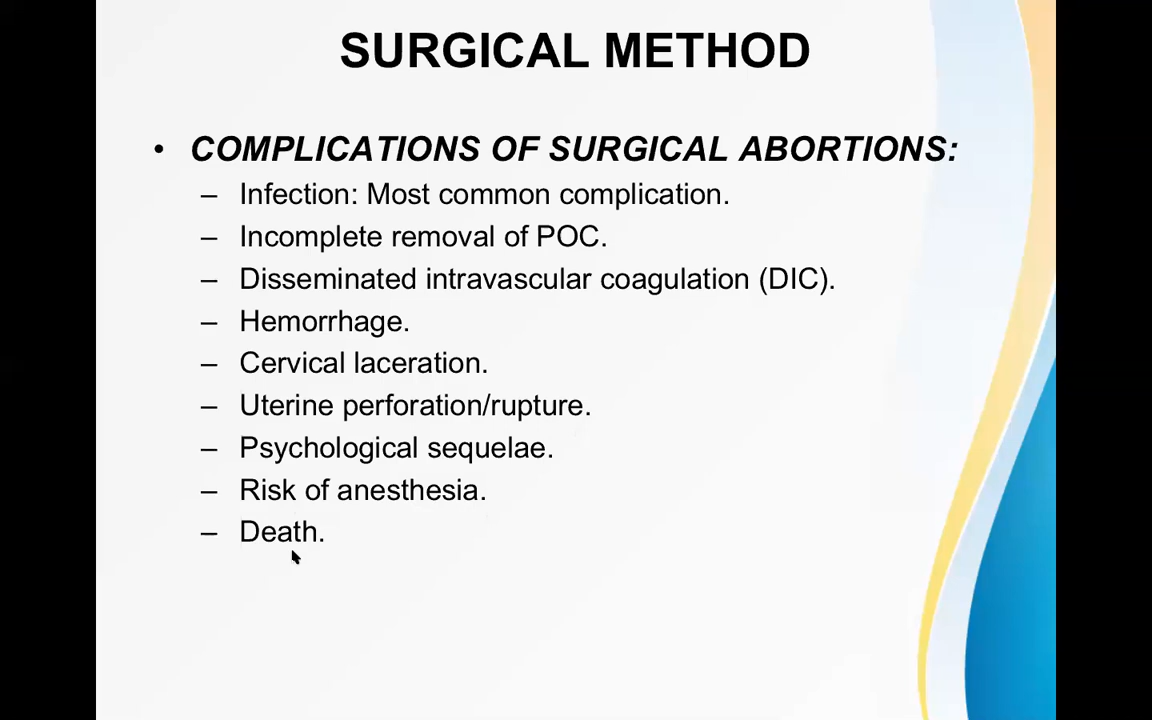 SURGICAL METHOD
• COMPLICATIONS OF SURGICAL ABORTIONS:
– Infection: Most common complication.
– Incomplete removal of POC.
– Disseminated intravascular coagulation (DIC).
– Hemorrhage.
– Cervical laceration.
– Uterine perforation/rupture.
– Psychological sequelae.
– Risk of anesthesia.
– Death.